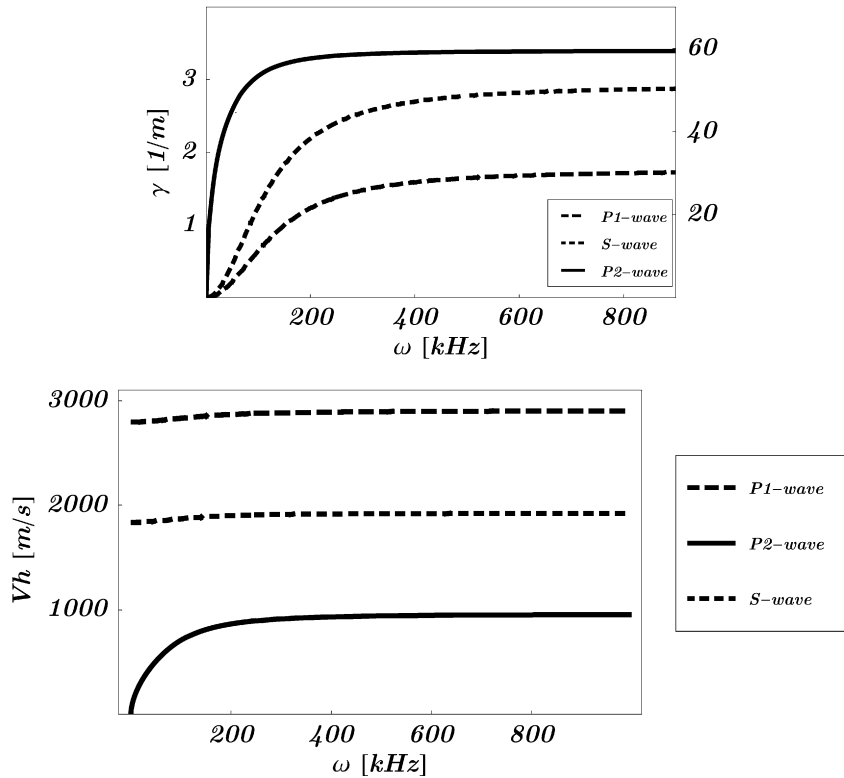 3
2
1
γ [1/m]
60
40
20
P1-wave
S-wave
P2-wave
200 400 600 800
ω [kHz]
3000
2000
1000
Vh [m/s]
P1-wave
P2-wave
S-wave
200 400 600 800
ω [kHz]